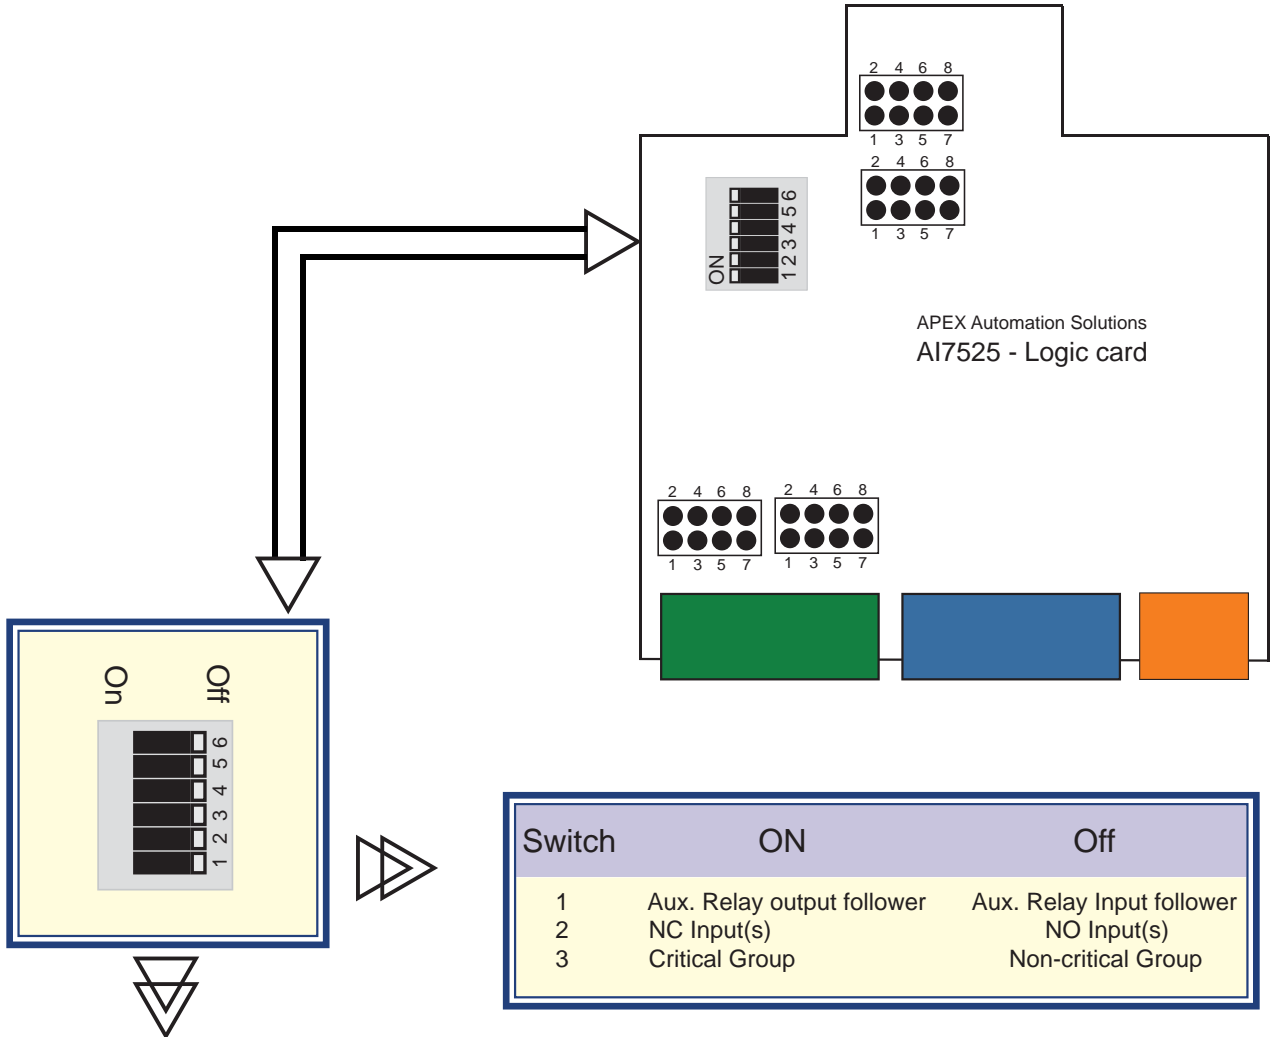 2 4 6 8
1 3 5 7
2 4 6 8
1 3 5 7
ON
1 2 3 4 5 6
APEX Automation Solutions
AI7525 - Logic card
2 4 6 8
1 3 5 7
2 4 6 8
1 3 5 7
On Off
1 2 3 4 5 6
Switch ON Off
1 Aux. Relay output follower Aux. Relay Input follower
2 NC Input(s) NO Input(s)
3 Critical Group Non-critical Group